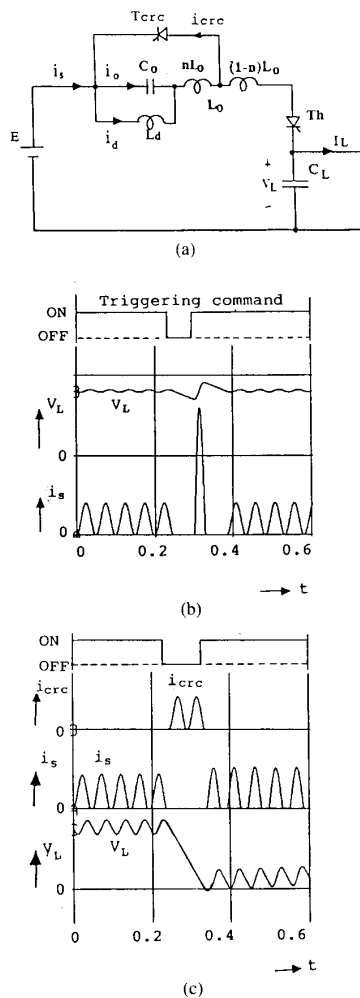 Tcrc
icrc
is
io
Co
nLo
(1-n)Lo
Lo
Th
id
Ld
E
+
VL
-
CL
IL
(a)
Triggering command
ON
OFF
VL
VL
0
is
0
0
0.2
0.4
0.6
t
(b)
ON
OFF
icrc
icrc
0
is
is
0
VL
VL
0
0
0.2
0.4
0.6
t
(c)